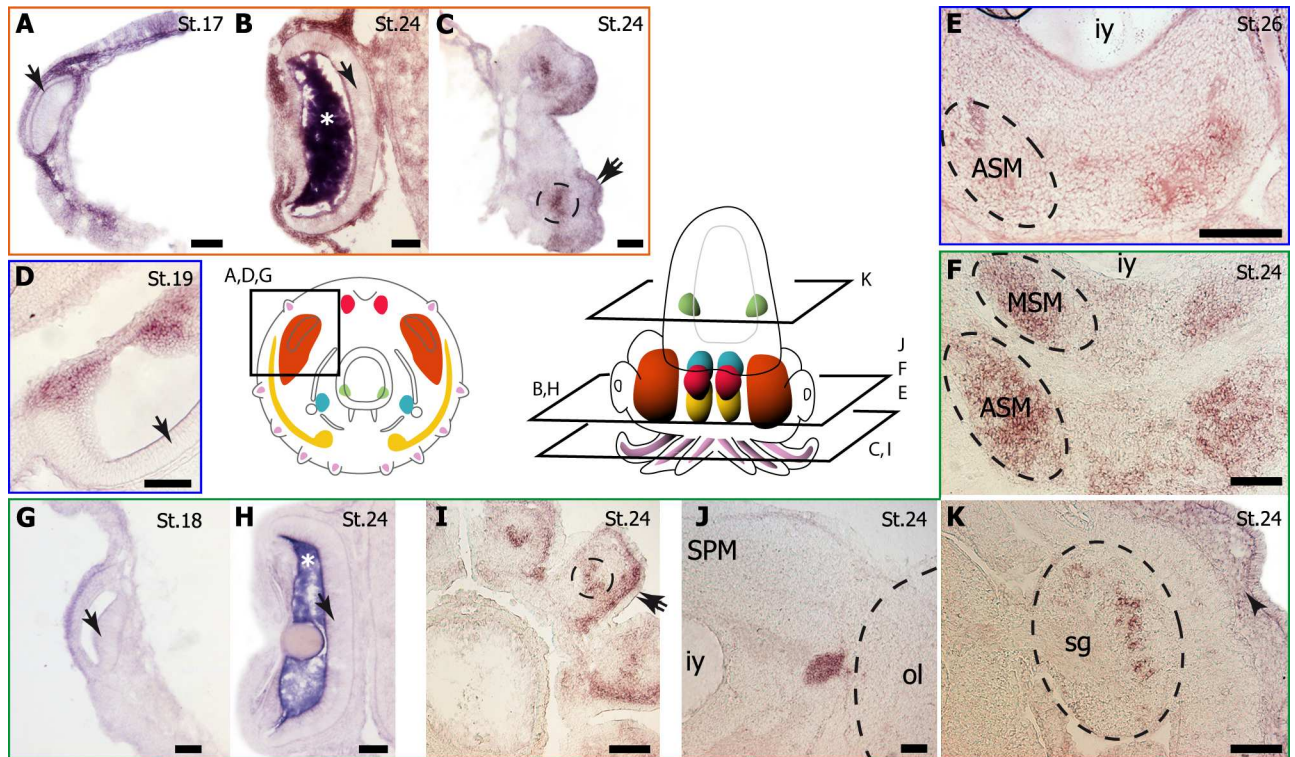 A St.17
B St.24
C St.24
E iy St.26
ASM
D St.19
A,D,G
K
J
F
E
B,H
C,I
F iy St.24
MSM
ASM
G St.18
H St.24
*
I St.24
J St.24
SPM
iy
ol
K St.24
sg
*